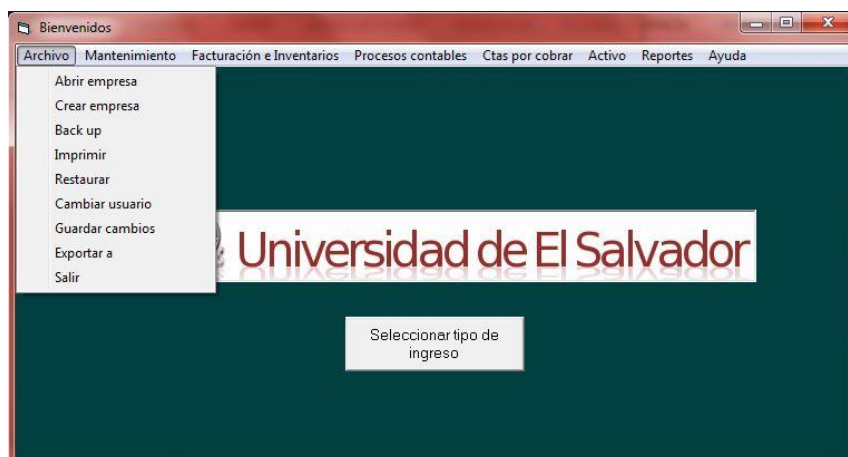 Bienvenidos
Archivo Mantenimiento Facturación e Inventarios Procesos contables Ctas por cobrar Activo Reportes Ayuda
Abrir empresa
Crear empresa
Back up
Imprimir
Restaurar
Cambiar usuario
Guardar cambios
Exportar a
Salir
Universidad de El Salvador
Seleccionar tipo de
ingreso